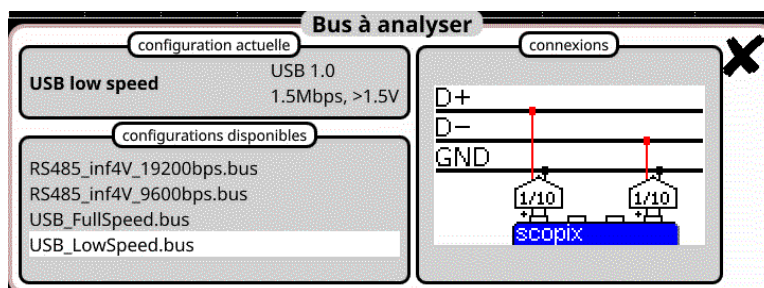 Bus à analyser
configuration actuelle
USB low speed
USB 1.0
1.5Mbps, >1.5V
configurations disponibles
RS485_inf4V_19200bps.bus
RS485_inf4V_9600bps.bus
USB_FullSpeed.bus
USB_LowSpeed.bus
connexions
D+
D-
GND
1/10 1/10
+ - + -
scopix